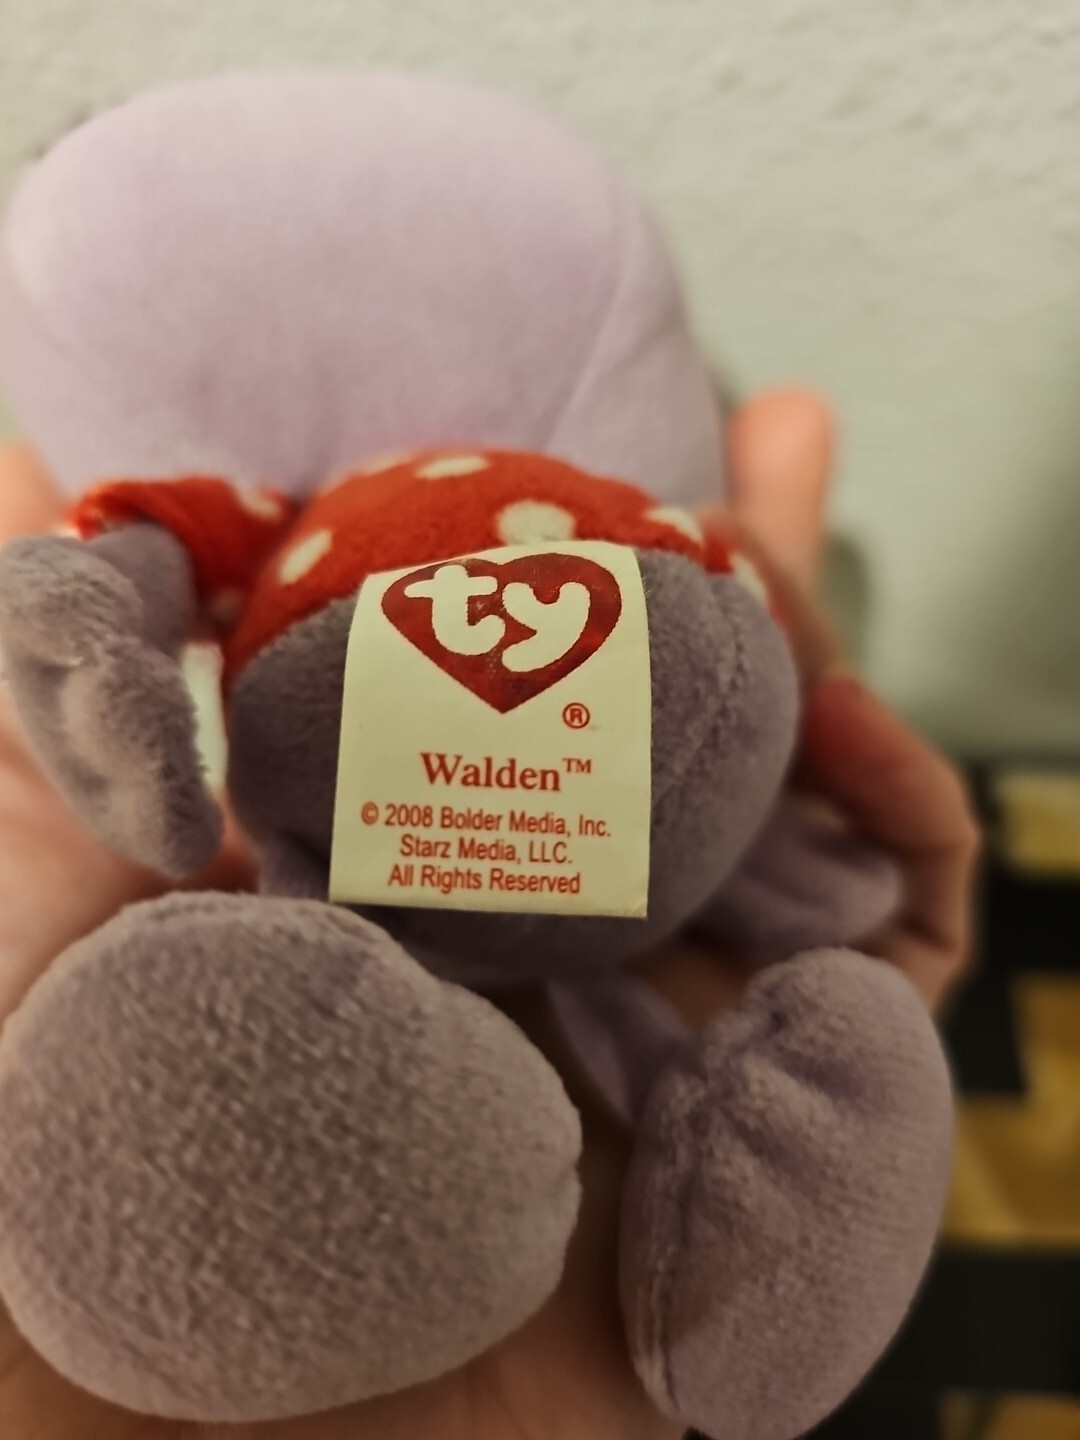 ty
®
Walden™
© 2008 Bolder Media, Inc.
Starz Media, LLC.
All Rights Reserved